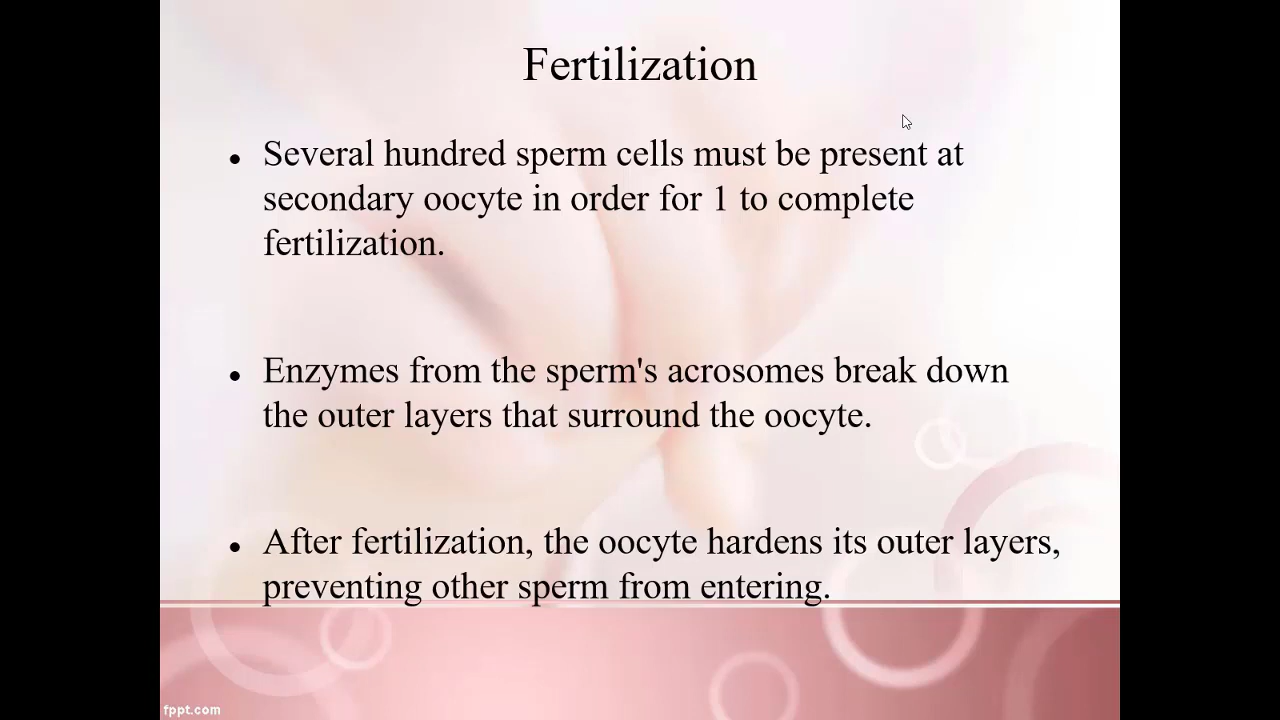 Fertilization
• Several hundred sperm cells must be present at
secondary oocyte in order for 1 to complete
fertilization.
• Enzymes from the sperm's acrosomes break down
the outer layers that surround the oocyte.
• After fertilization, the oocyte hardens its outer layers,
preventing other sperm from entering.
fppt.com